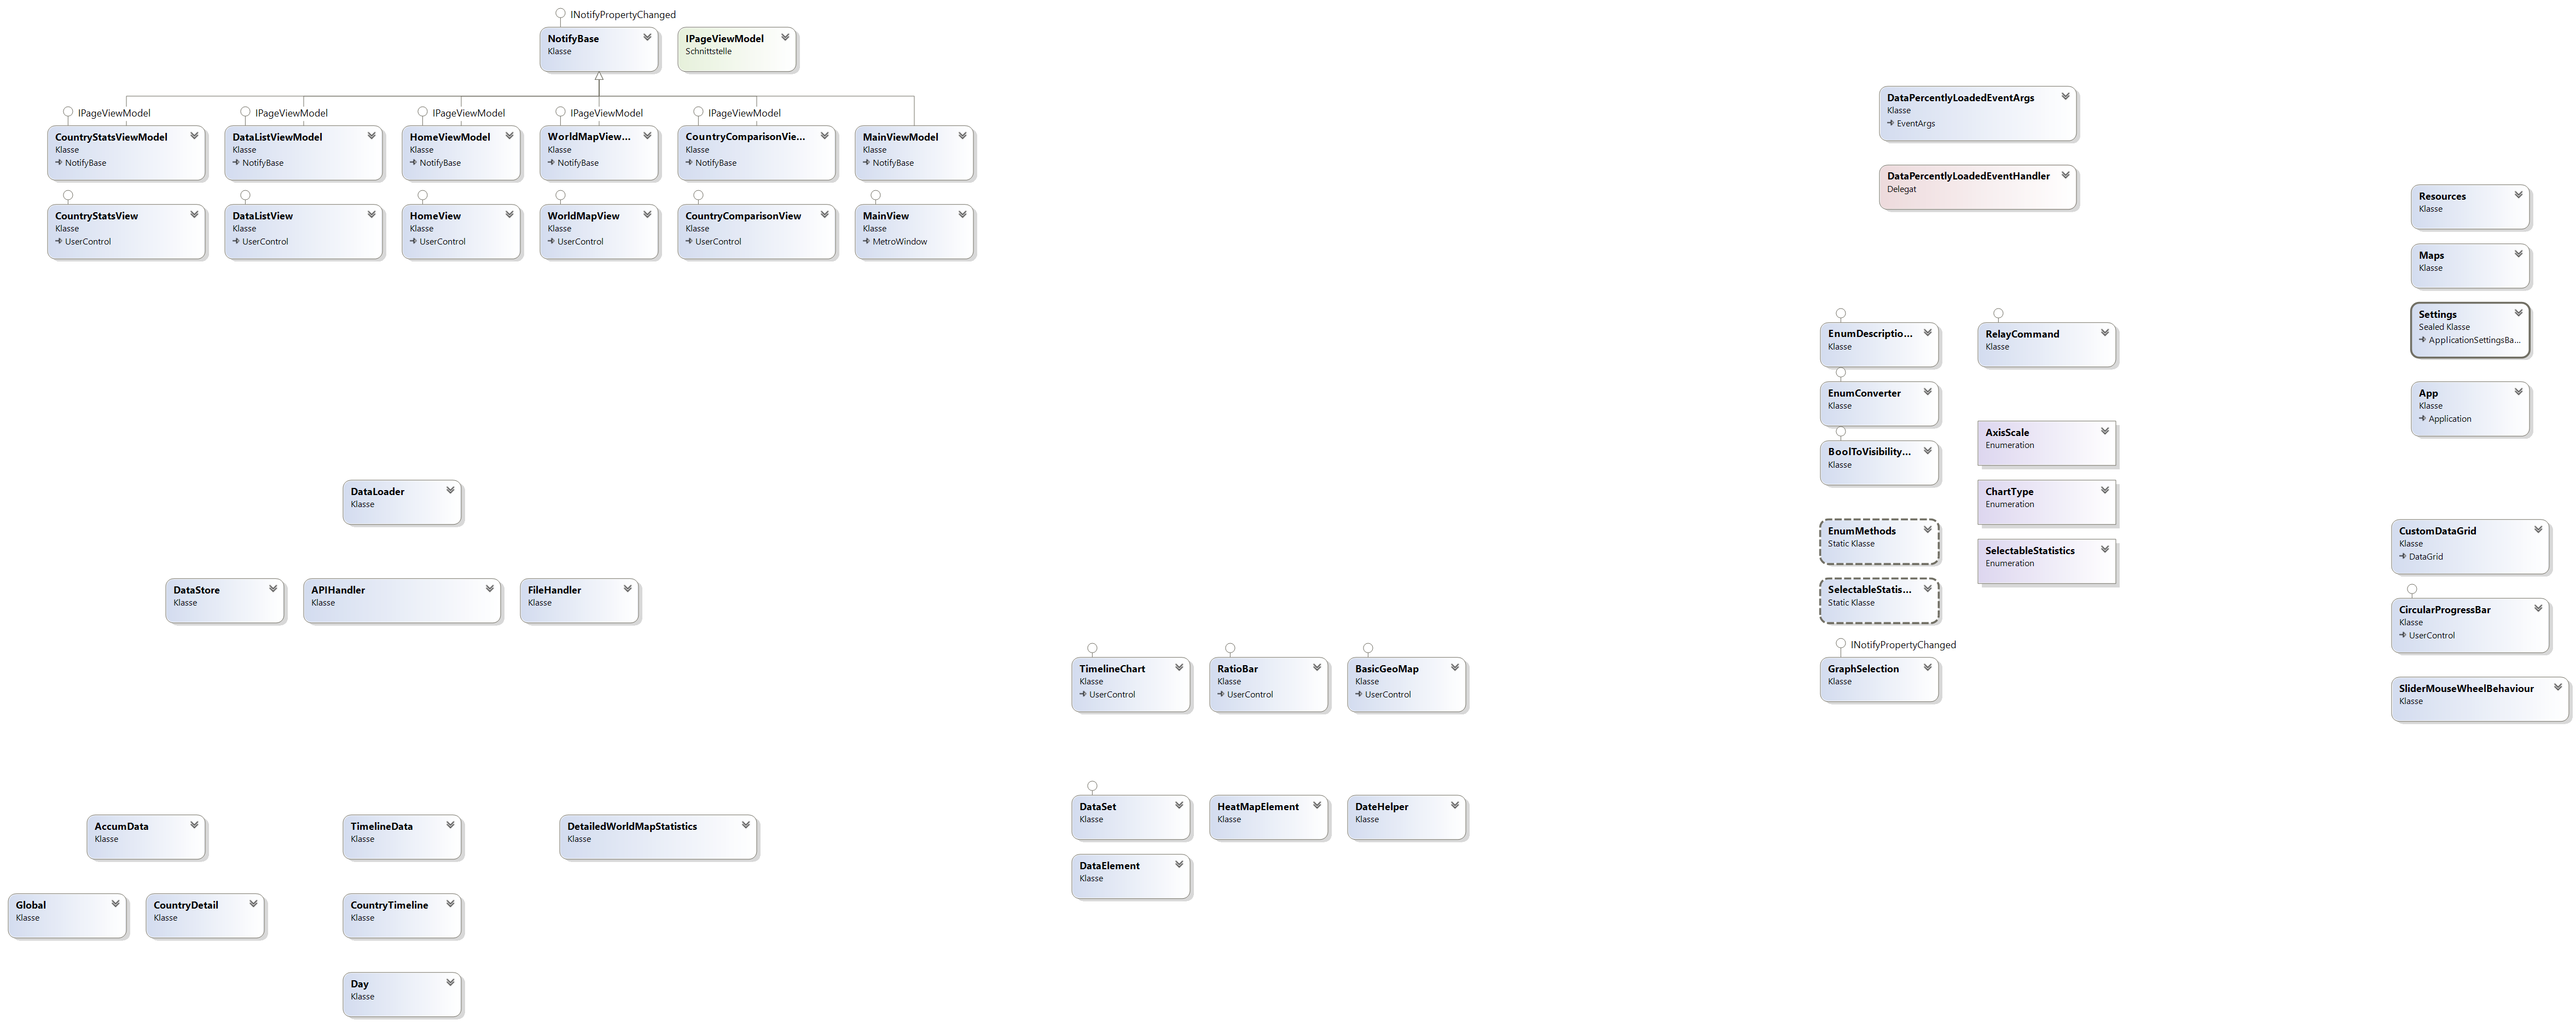 INotifyPropertyChanged
NotifyBase
Klasse
IPageViewModel
Schnittstelle
IPageViewModel
IPageViewModel
IPageViewModel
IPageViewModel
IPageViewModel
CountryStatsViewModel
Klasse
NotifyBase
DataListViewModel
Klasse
NotifyBase
HomeViewModel
Klasse
NotifyBase
WorldMapView...
Klasse
NotifyBase
CountryComparisonVie...
Klasse
NotifyBase
MainViewModel
Klasse
NotifyBase
CountryStatsView
Klasse
UserControl
DataListView
Klasse
UserControl
HomeView
Klasse
UserControl
WorldMapView
Klasse
UserControl
CountryComparisonView
Klasse
UserControl
MainView
Klasse
MetroWindow
DataLoader
Klasse
DataStore
Klasse
APIHandler
Klasse
FileHandler
Klasse
AccumData
Klasse
TimelineData
Klasse
DetailedWorldMapStatistics
Klasse
Global
Klasse
CountryDetail
Klasse
CountryTimeline
Klasse
Day
Klasse
TimelineChart
Klasse
UserControl
RatioBar
Klasse
UserControl
BasicGeoMap
Klasse
UserControl
DataSet
Klasse
HeatMapElement
Klasse
DateHelper
Klasse
DataElement
Klasse
DataPercentlyLoadedEventArgs
Klasse
EventArgs
DataPercentlyLoadedEventHandler
Delegat
EnumDescriptio...
Klasse
RelayCommand
Klasse
EnumConverter
Klasse
BoolToVisibility...
Klasse
AxisScale
Enumeration
ChartType
Enumeration
EnumMethods
Static Klasse
SelectableStatistics
Enumeration
SelectableStatis...
Static Klasse
INotifyPropertyChanged
GraphSelection
Klasse
Resources
Klasse
Maps
Klasse
Settings
Sealed Klasse
ApplicationSettingsBa...
App
Klasse
Application
CustomDataGrid
Klasse
DataGrid
CircularProgressBar
Klasse
UserControl
SliderMouseWheelBehaviour
Klasse